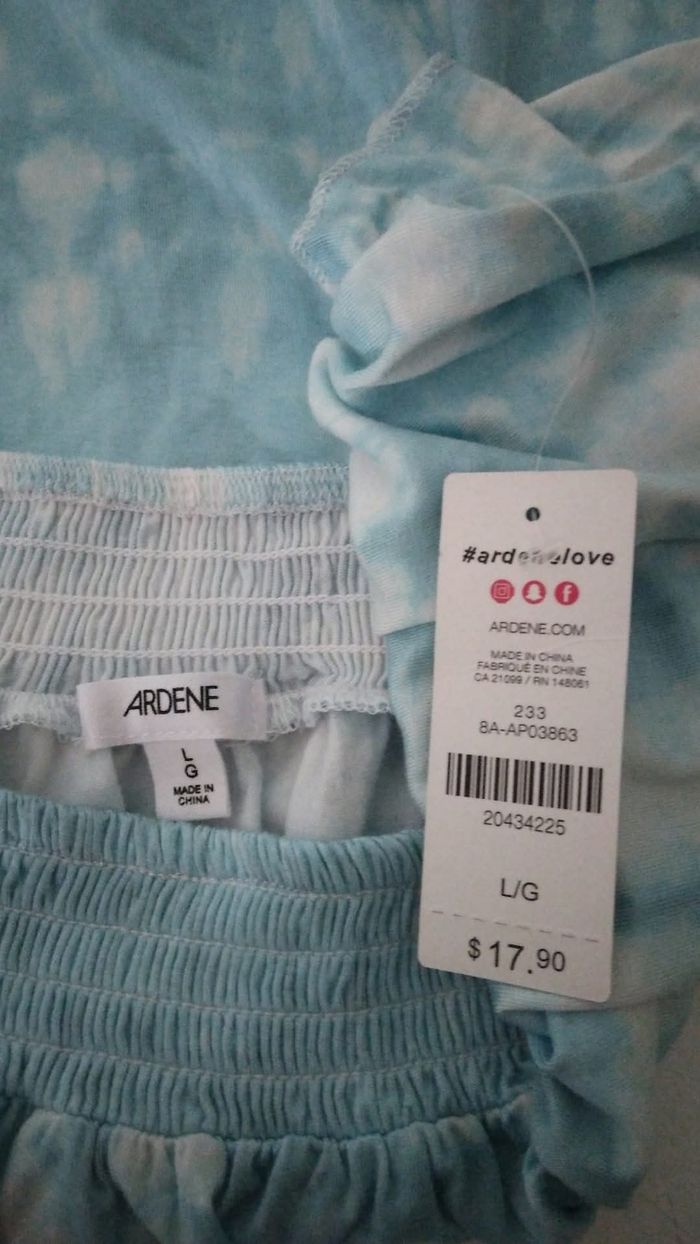 #ardenelove
ARDENE.COM
MADE IN CHINA
FABRIQUÉ EN CHINE
CA 21099 / RN 148061
233
8A-AP03863
20434225
L/G
$17.90
ARDENE
L
G
MADE IN
CHINA